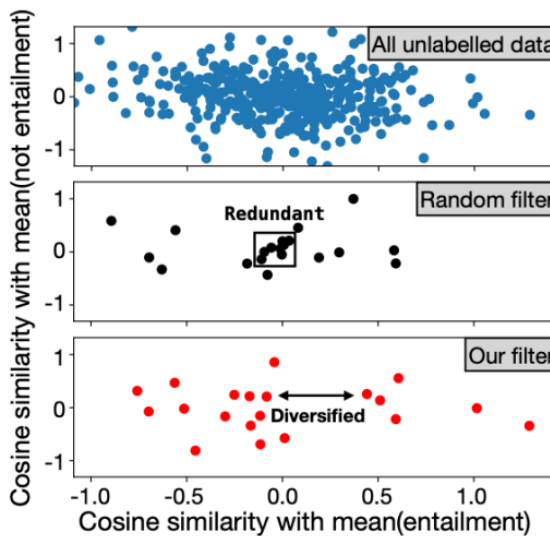 Cosine similarity with mean(not entailment)
1
0
-1
All unlabelled data
1
0
-1
Random filter
Redundant
1
0
-1
Our filter
Diversified
-1.0 -0.5 0.0 0.5 1.0
Cosine similarity with mean(entailment)